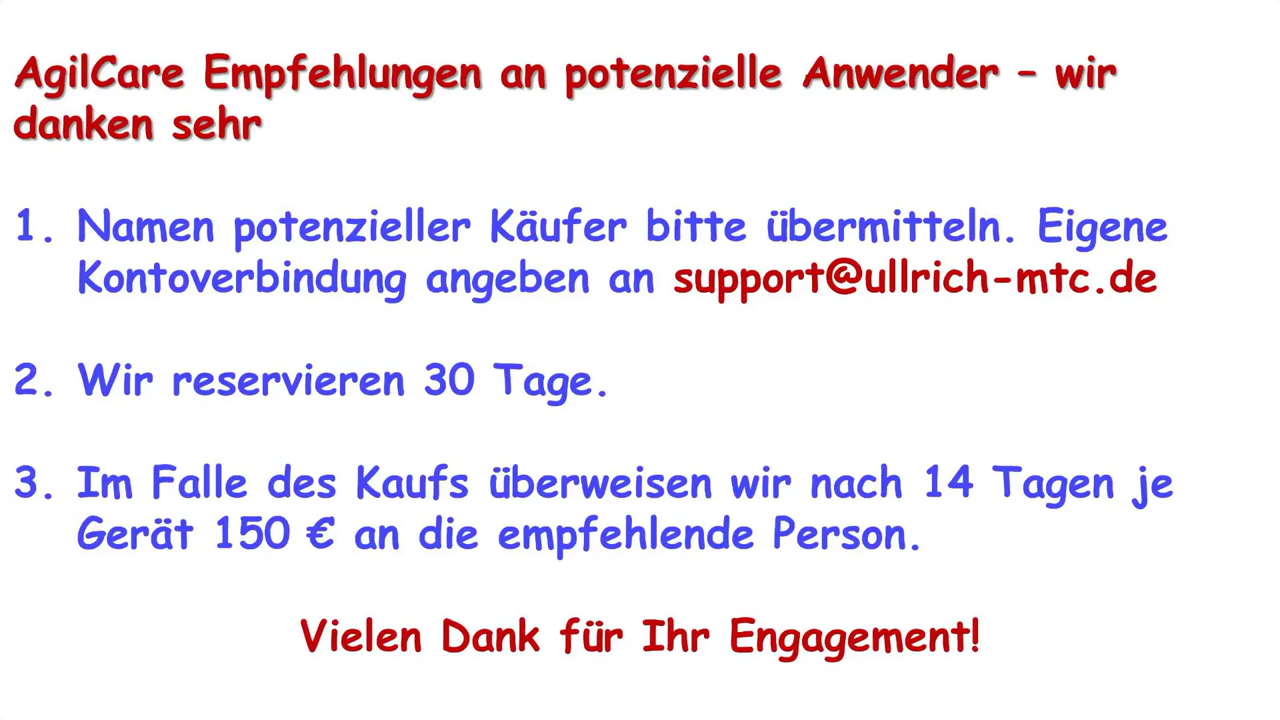 AgilCare Empfehlungen an potenzielle Anwender – wir
danken sehr
1. Namen potenzieller Käufer bitte übermitteln. Eigene
Kontoverbindung angeben an support@ullrich-mtc.de
2. Wir reservieren 30 Tage.
3. Im Falle des Kaufs überweisen wir nach 14 Tagen je
Gerät 150 € an die empfehlende Person.
Vielen Dank für Ihr Engagement!